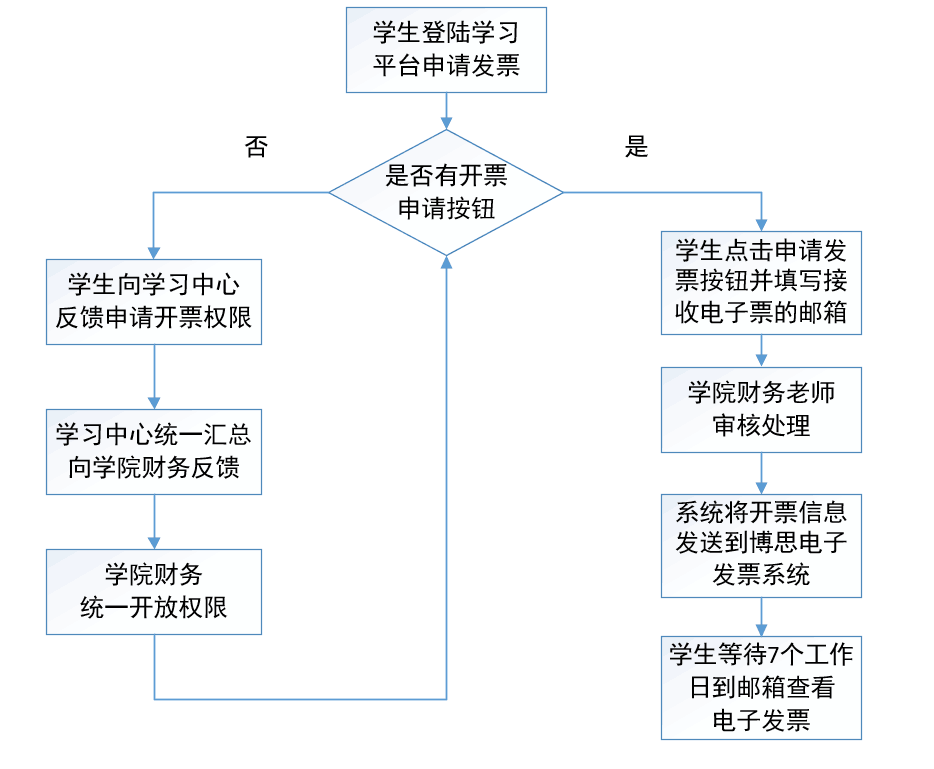 学生登陆学习
平台申请发票
否
是
是否有开票
申请按钮
学生向学习中心
反馈申请开票权限
学习中心统一汇总
向学院财务反馈
学院财务
统一开放权限
学生点击申请发
票按钮并填写接
收电子票的邮箱
学院财务老师
审核处理
系统将开票信息
发送到博思电子
发票系统
学生等待7个工作
日到邮箱查看
电子发票